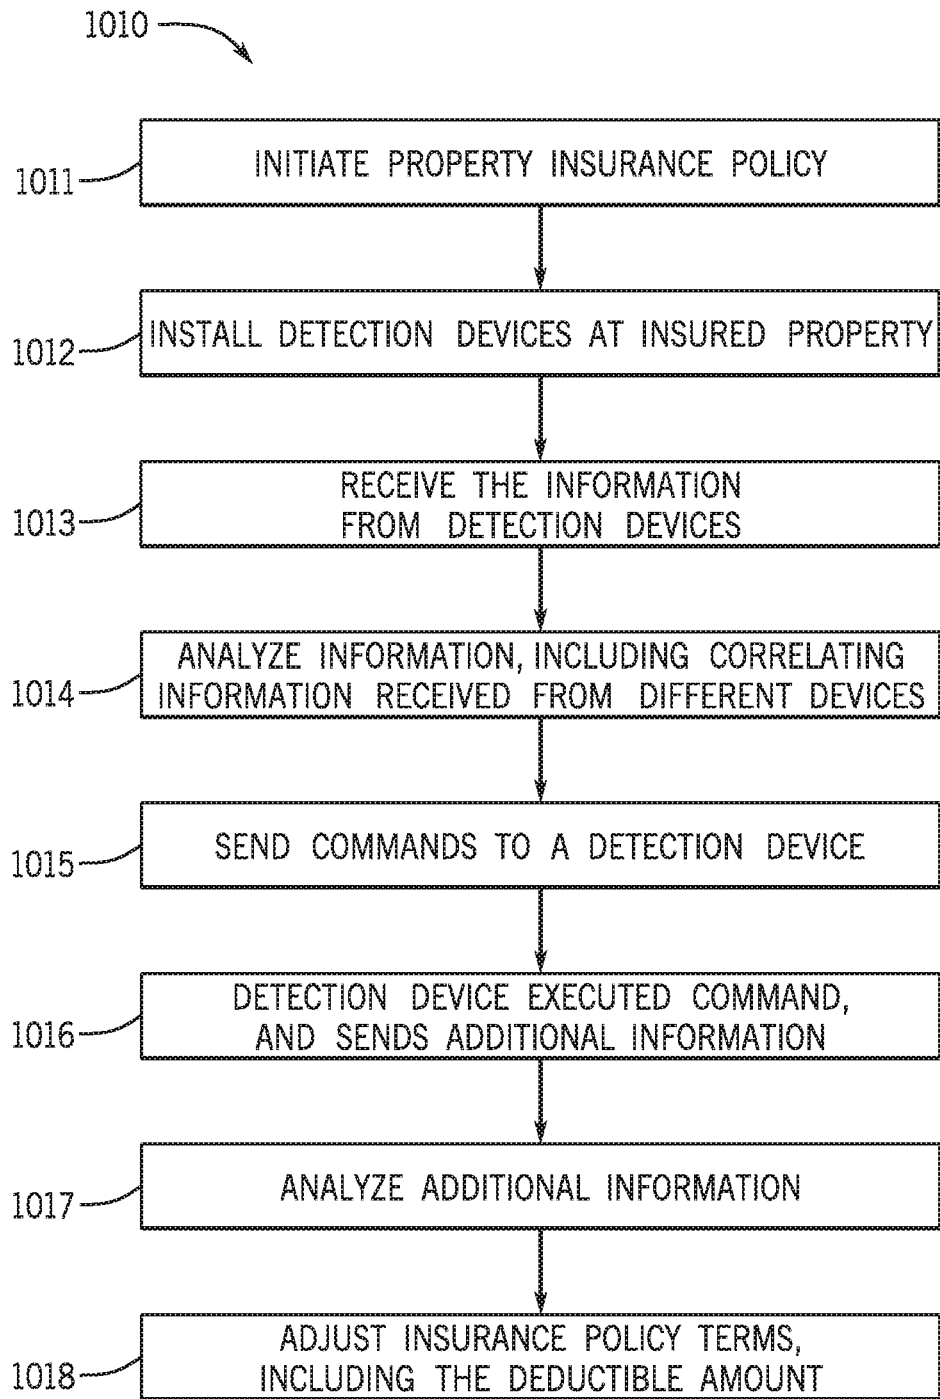 1010
1011
INITIATE PROPERTY INSURANCE POLICY
1012
INSTALL DETECTION DEVICES AT INSURED PROPERTY
1013
RECEIVE THE INFORMATION
FROM DETECTION DEVICES
1014
ANALYZE INFORMATION, INCLUDING CORRELATING
INFORMATION RECEIVED FROM DIFFERENT DEVICES
1015
SEND COMMANDS TO A DETECTION DEVICE
1016
DETECTION DEVICE EXECUTED COMMAND,
AND SENDS ADDITIONAL INFORMATION
1017
ANALYZE ADDITIONAL INFORMATION
1018
ADJUST INSURANCE POLICY TERMS,
INCLUDING THE DEDUCTIBLE AMOUNT